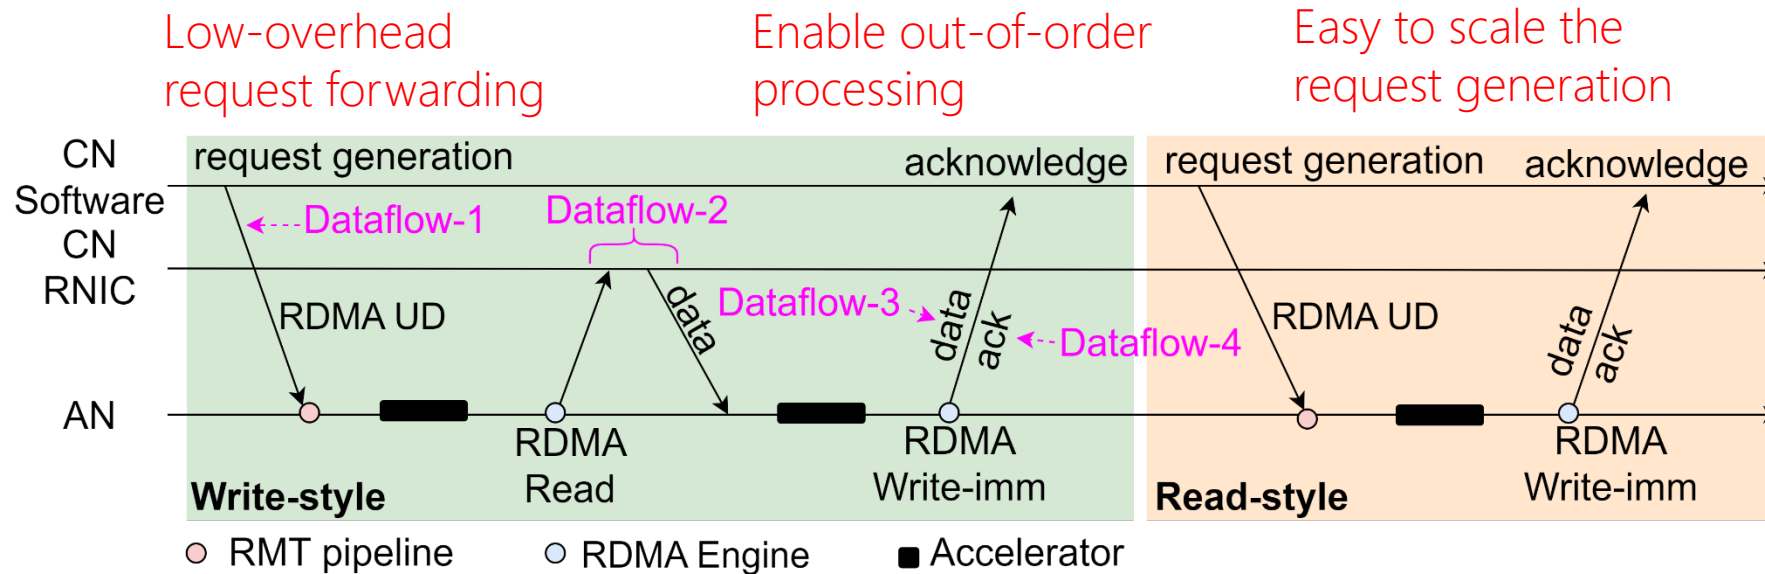 Low-overhead
request forwarding
Enable out-of-order
processing
Easy to scale the
request generation
CN
Software
CN
RNIC
AN
request generation
acknowledge
Dataflow-1
Dataflow-2
RDMA UD
data
Dataflow-3
data
ack
Dataflow-4
RDMA
Read
RDMA
Write-imm
Write-style
request generation
acknowledge
RDMA UD
data
ack
RDMA
Write-imm
Read-style
RMT pipeline
RDMA Engine
Accelerator